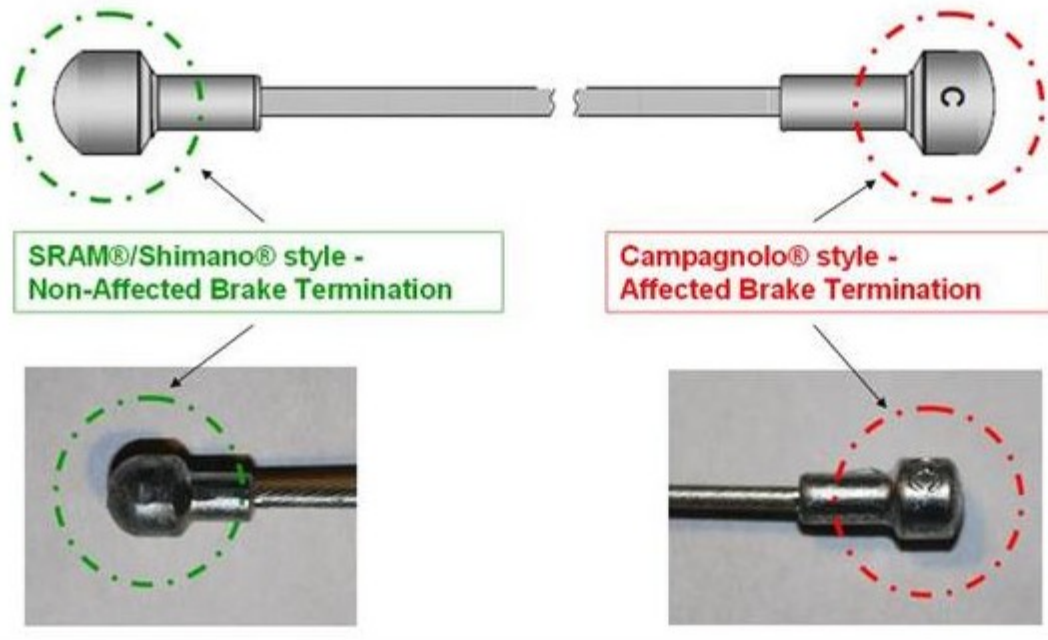 C
SRAM®/Shimano® style -
Non-Affected Brake Termination
Campagnolo® style -
Affected Brake Termination